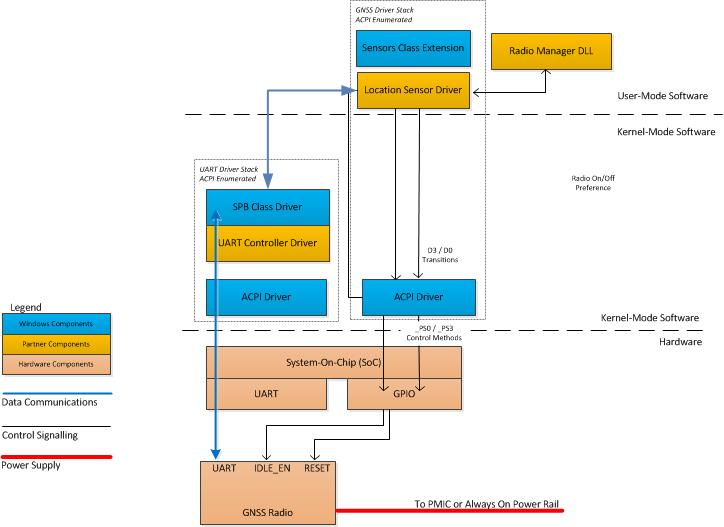 GNSS Driver Stack
ACPI Enumerated
Sensors Class Extension
Radio Manager DLL
Location Sensor Driver
User-Mode Software
Kernel-Mode Software
UART Driver Stack
ACPI Enumerated
Radio On/Off
Preference
SPB Class Driver
UART Controller Driver
D3 / D0
Transitions
ACPI Driver
ACPI Driver
Legend
Windows Components
Partner Components
Hardware Components
Kernel-Mode Software
_PS0 / _PS3
Control Methods
Hardware
System-On-Chip (SoC)
UART
GPIO
Data Communications
Control Signalling
Power Supply
UART
IDLE_EN
RESET
GNSS Radio
To PMIC or Always On Power Rail